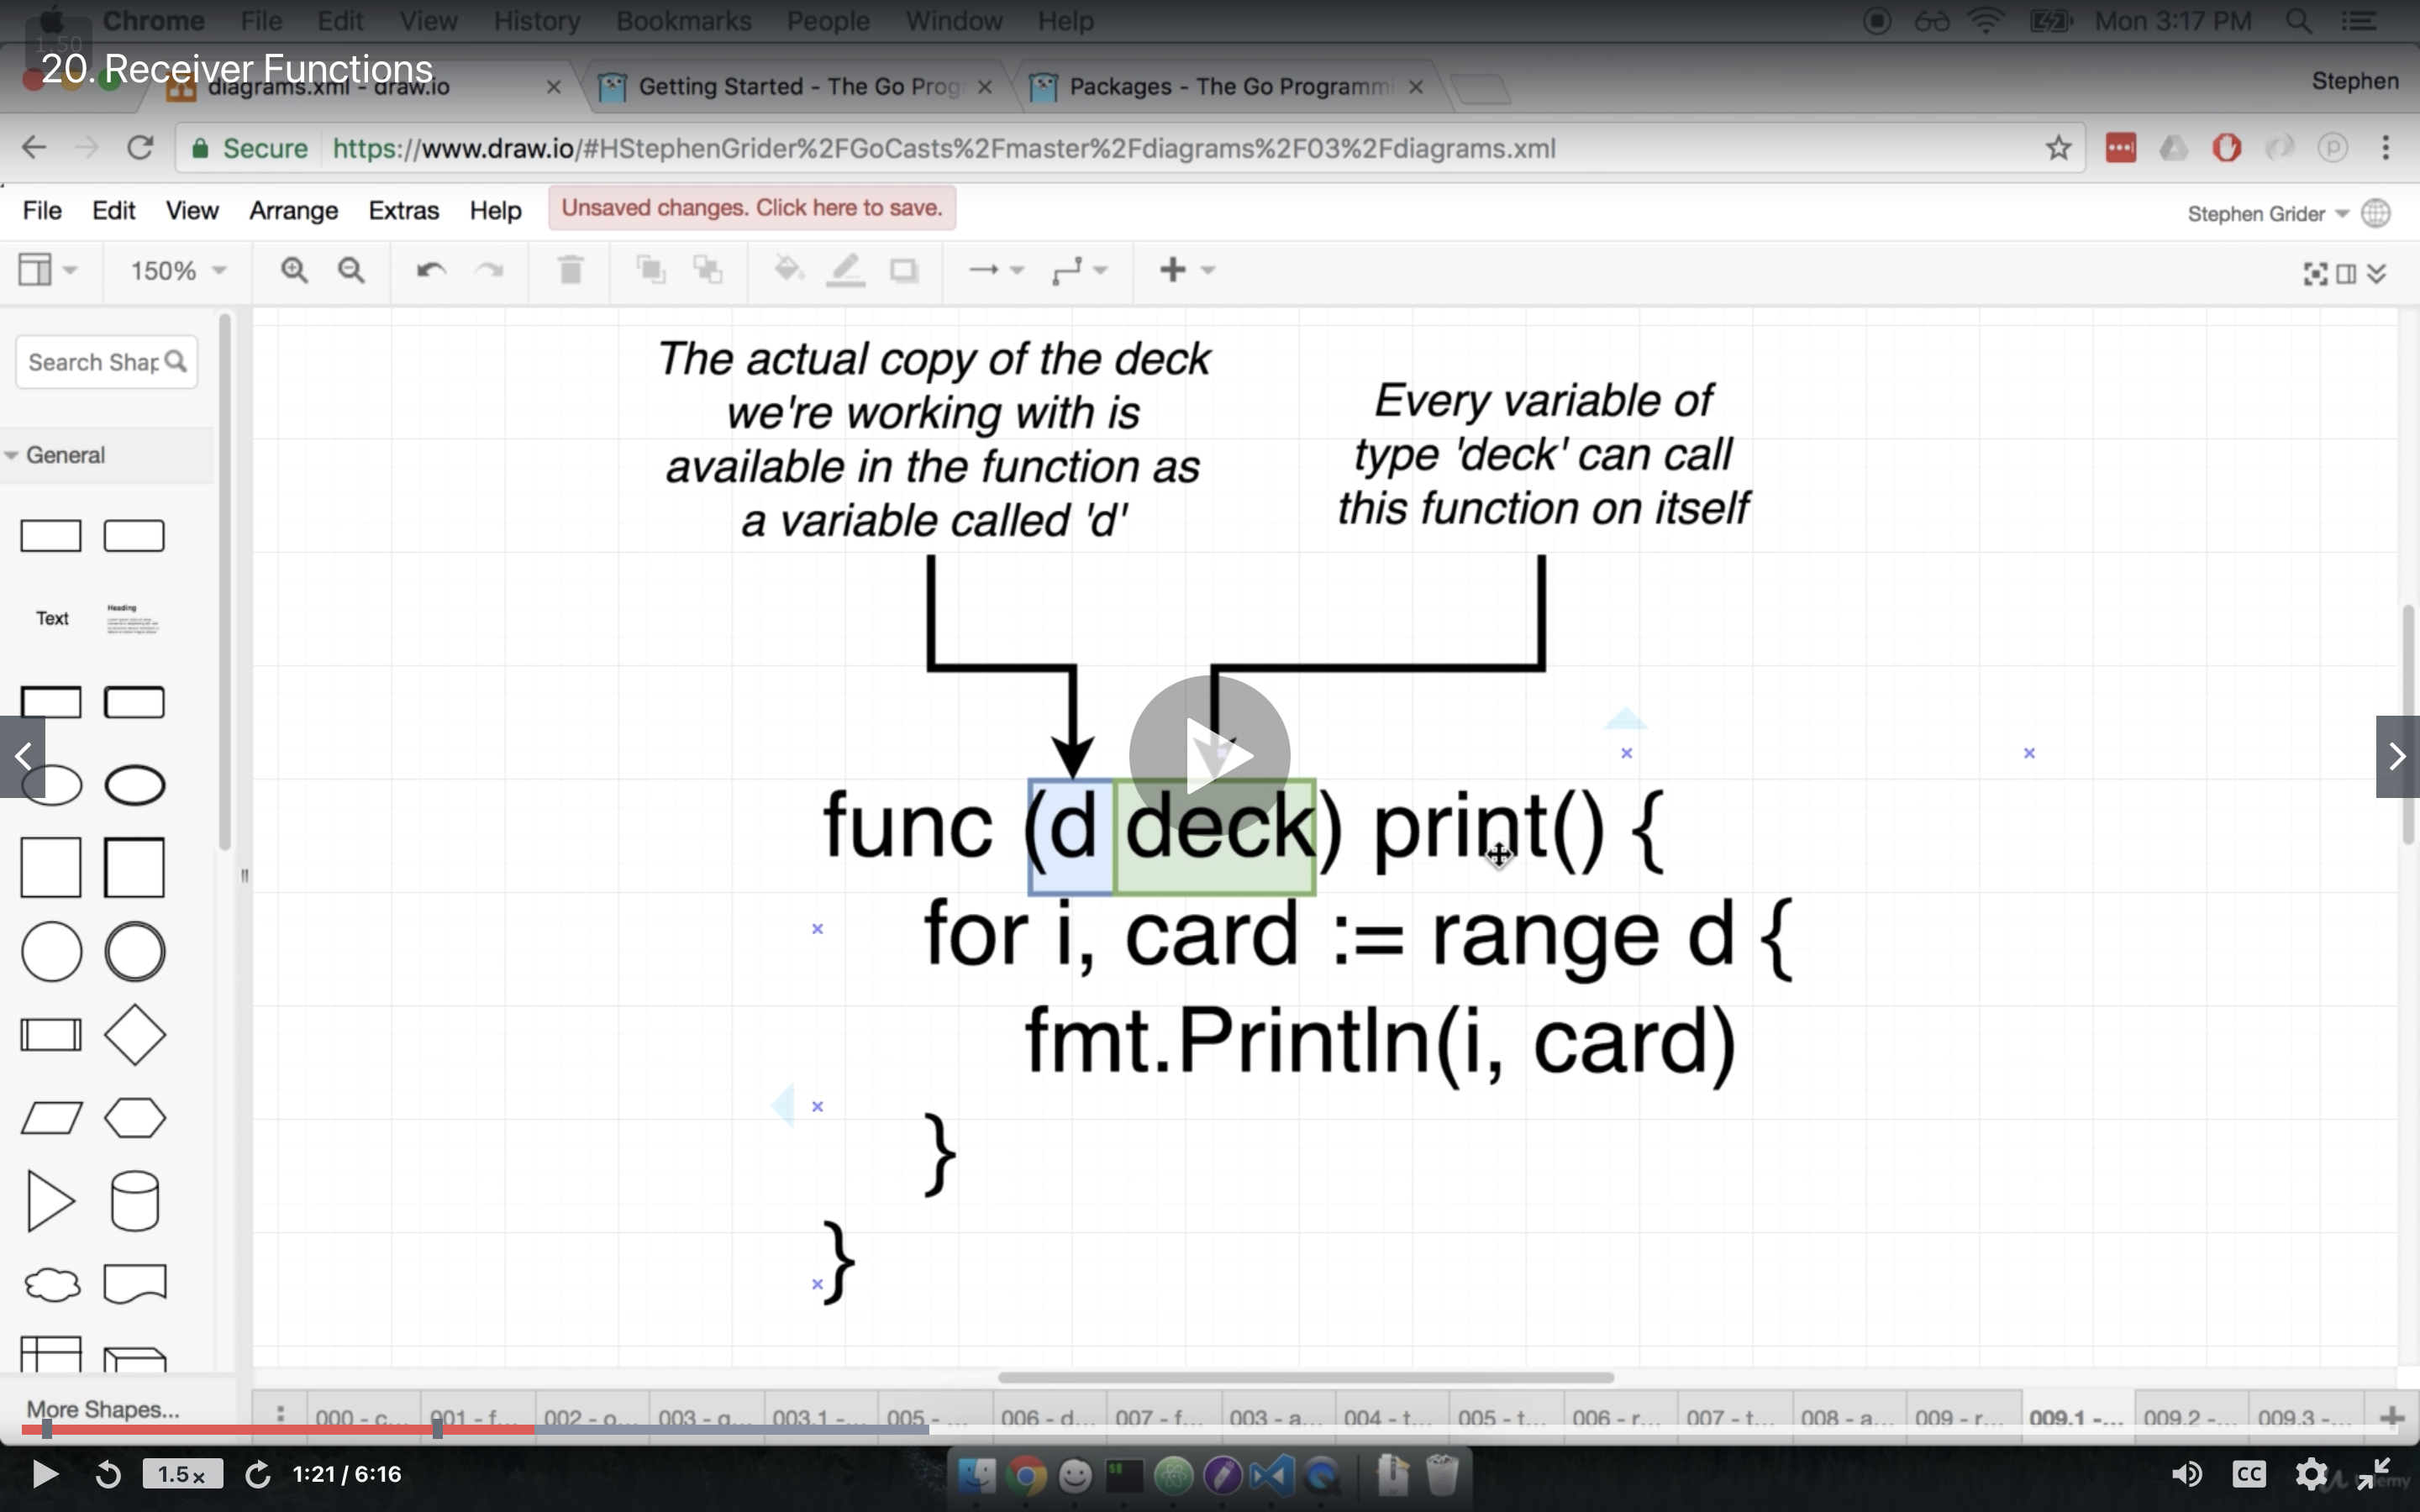 Chrome File Edit View History Bookmarks People Window Help Mon 3:17 PM
1.50
20. Receiver Functions
diagrams.xml - draw.io Getting Started - The Go Prog Packages - The Go Programmi Stephen
Secure https://www.draw.io/#HStephenGrider%2FGoCasts%2Fmaster%2Fdiagrams%2F03%2Fdiagrams.xml
File Edit View Arrange Extras Help Unsaved changes. Click here to save. Stephen Grider
150%
Search Shap
General
Text
Heading
The actual copy of the deck
we're working with is
available in the function as
a variable called 'd'
Every variable of
type 'deck' can call
this function on itself
func (d deck) print() {
for i, card := range d {
fmt.Println(i, card)
}
}
More Shapes...
000 - c... 001 - f... 002 - o... 003 - g... 003.1 -... 005 - ... 006 - d... 007 - f... 003 - a... 004 - t... 005 - t... 006 - r... 007 - t... 008 - a... 009 - r... 009.1 -... 009.2 -... 009.3 -...
1.5x 1:21 / 6:16 CC